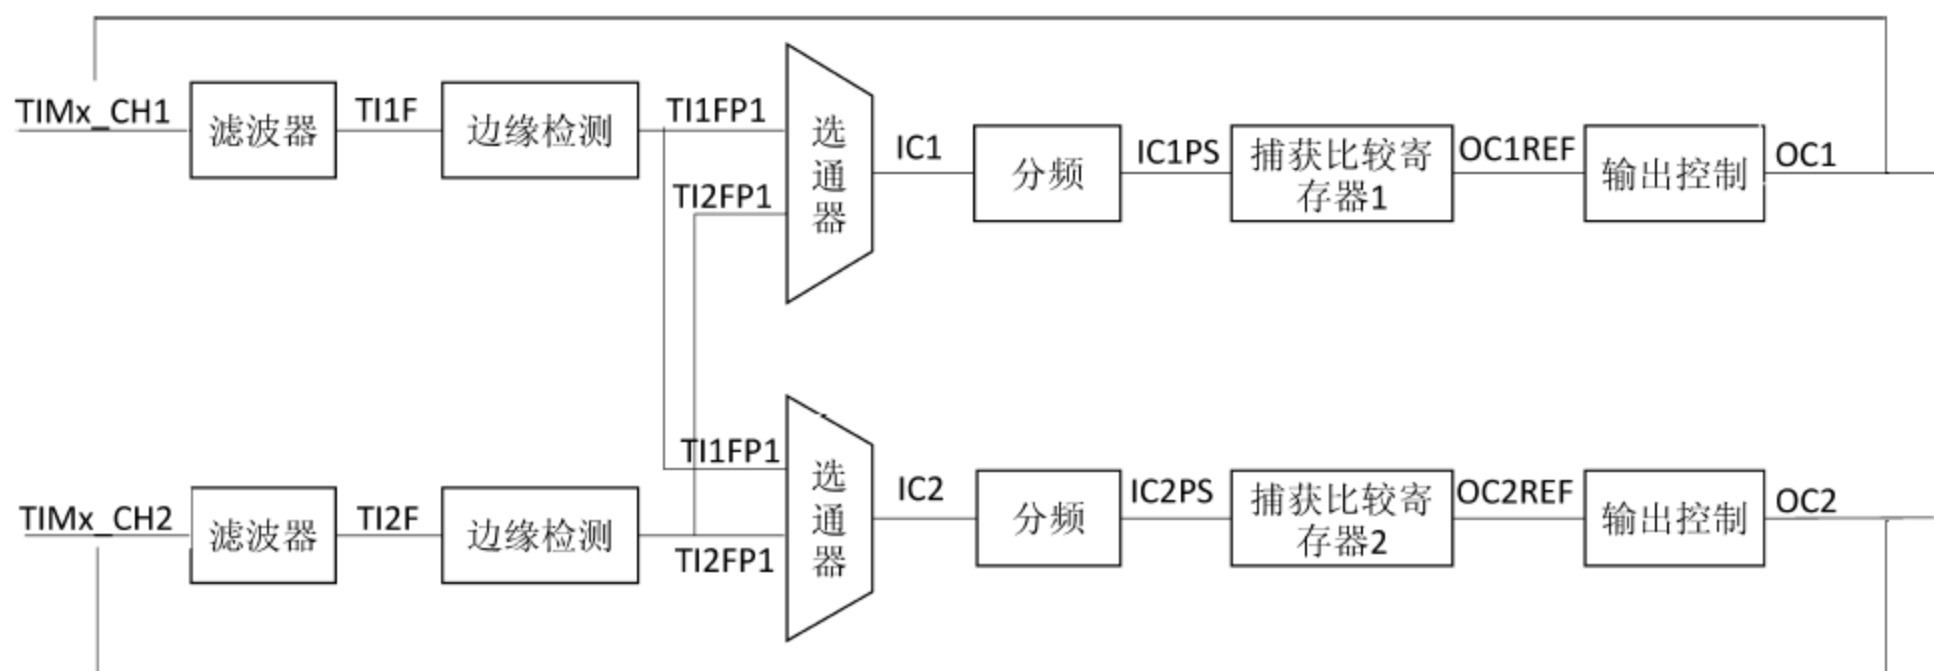 TIMx_CH1
滤波器
TI1F
边缘检测
TI1FP1
TI2FP1
选
通
器
IC1
分频
IC1PS
捕获比较寄
存器1
OC1REF
输出控制
OC1
TIMx_CH2
滤波器
TI2F
边缘检测
TI1FP1
TI2FP1
选
通
器
IC2
分频
IC2PS
捕获比较寄
存器2
OC2REF
输出控制
OC2